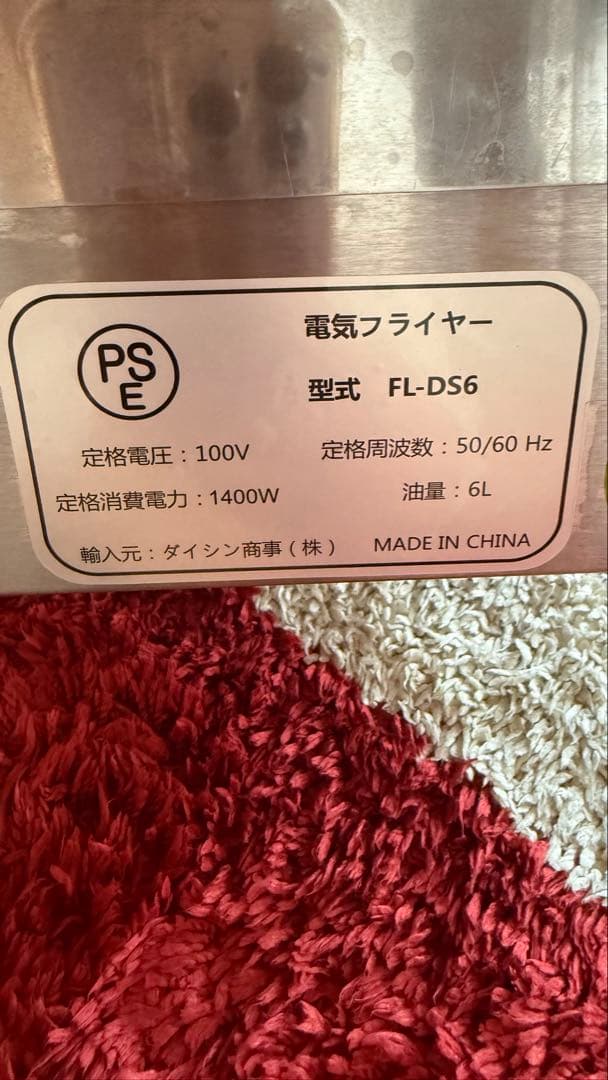 PSE
電気フライヤー
型式 FL-DS6
定格電圧：100V 定格周波数：50/60 Hz
定格消費電力：1400W 油量：6L
輸入元：ダイシン商事（株） MADE IN CHINA